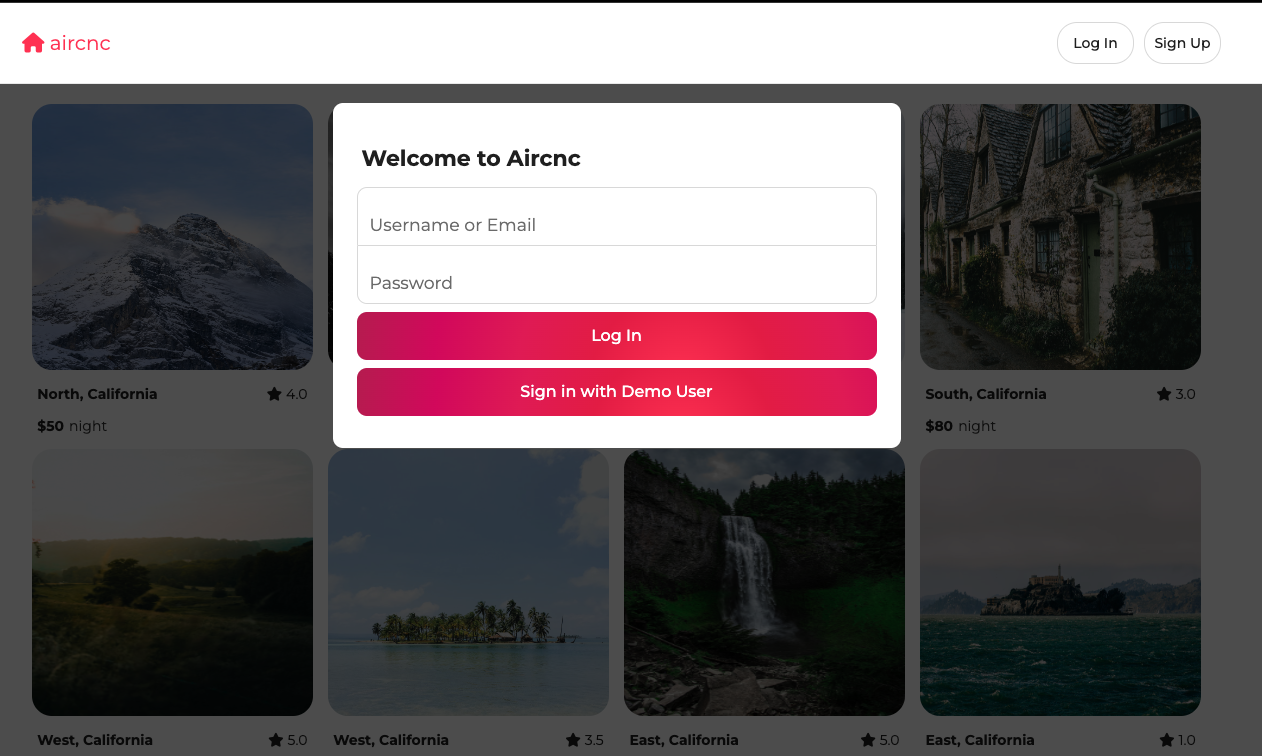 aircnc
Log In
Sign Up
Welcome to Aircnc
Username or Email
Password
Log In
Sign in with Demo User
North, California
4.0
$50 night
South, California
3.0
$80 night
West, California
5.0
West, California
3.5
East, California
5.0
East, California
1.0